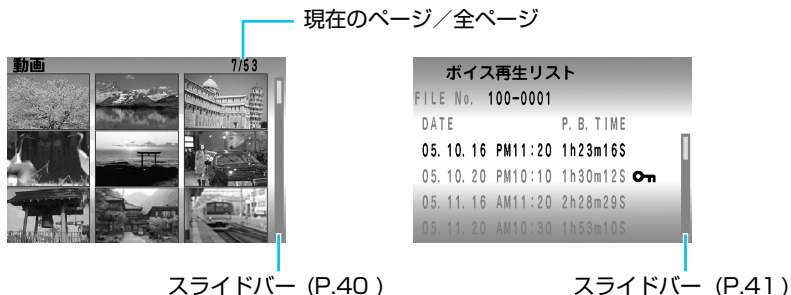 現在のページ／全ページ
動画 7/53
ボイス再生リスト
FILE No. 100-0001
DATE P.B.TIME
05.10.16 PM11:20 1h23m16S
05.10.20 PM10:10 1h30m12S
05.11.16 AM11:20 2h28m29S
05.11.20 AM10:30 1h53m10S
スライドバー (P.40 )
スライドバー (P.41 )